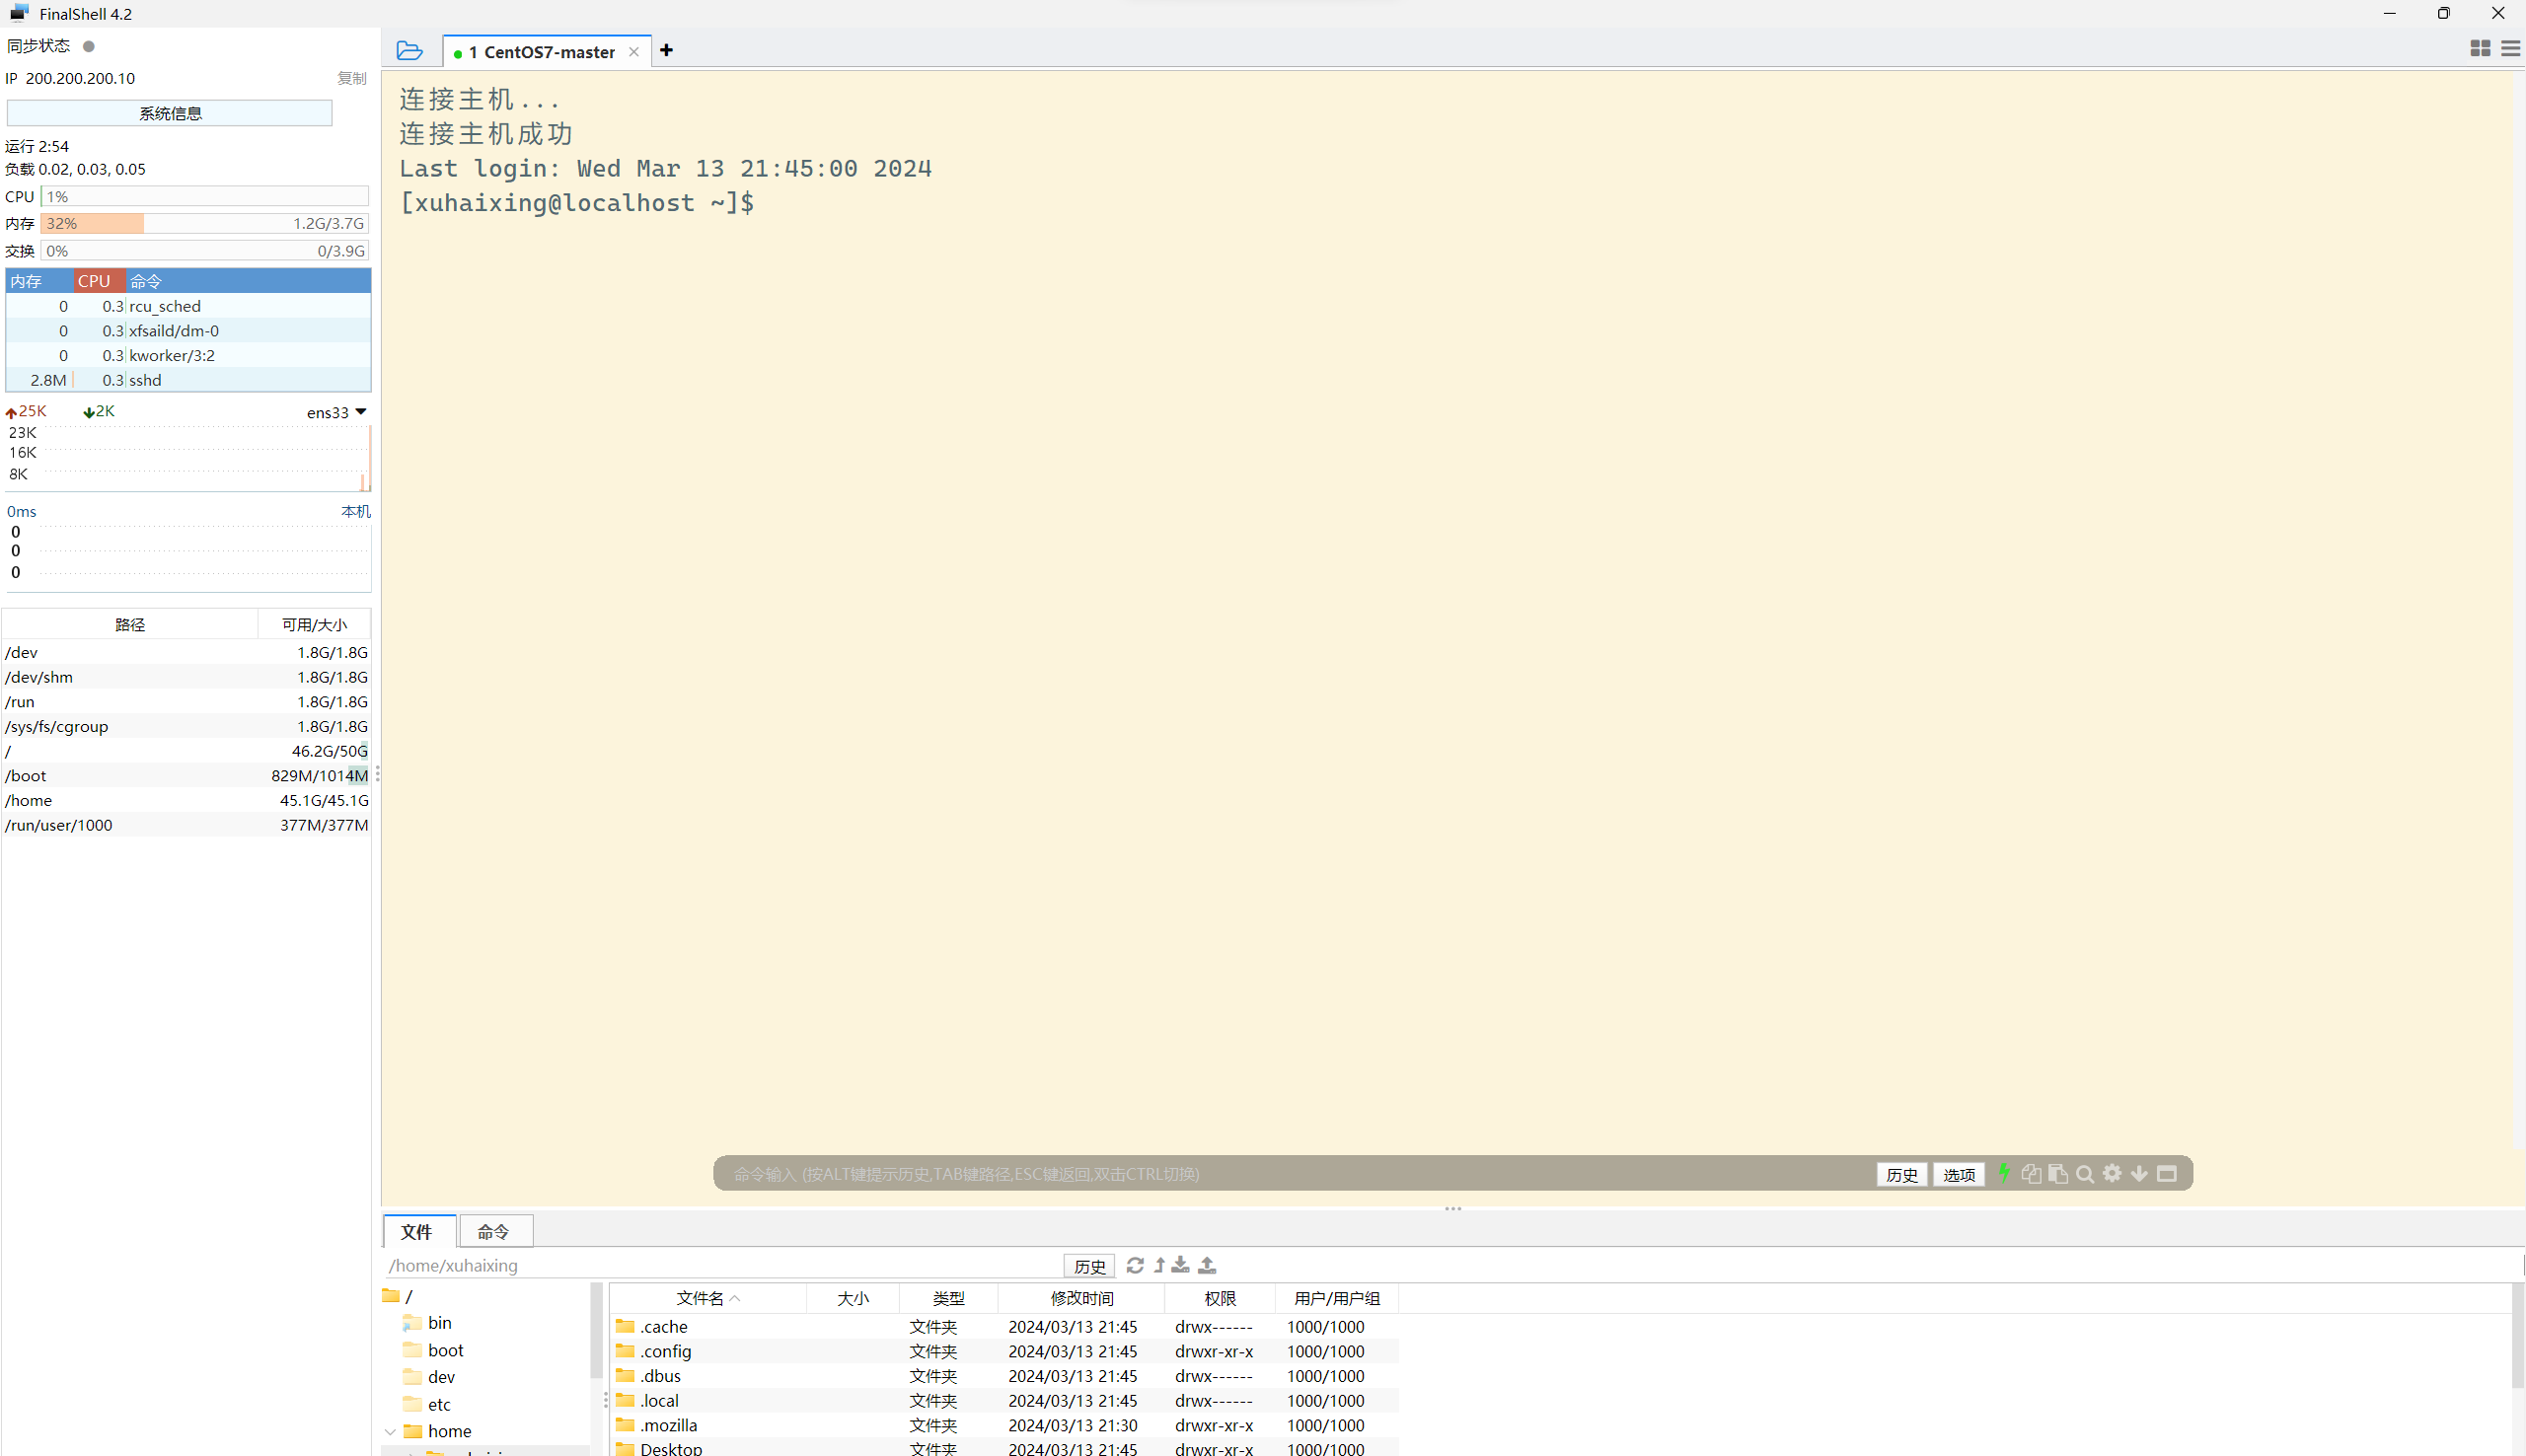 FinalShell 4.2
同步状态
IP 200.200.200.10 复制
系统信息
运行 2:54
负载 0.02, 0.03, 0.05
CPU 1%
内存 32% 1.2G/3.7G
交换 0% 0/3.9G
内存 CPU 命令
0 0.3 rcu_sched
0 0.3 xfsaild/dm-0
0 0.3 kworker/3:2
2.8M 0.3 sshd
25K 2K ens33
23K
16K
8K
0ms 本机
0
0
0
路径 可用/大小
/dev 1.8G/1.8G
/dev/shm 1.8G/1.8G
/run 1.8G/1.8G
/sys/fs/cgroup 1.8G/1.8G
/ 46.2G/50G
/boot 829M/1014M
/home 45.1G/45.1G
/run/user/1000 377M/377M
1 CentOS7-master
连接主机...
连接主机成功
Last login: Wed Mar 13 21:45:00 2024
[xuhaixing@localhost ~]$
命令输入 (按ALT键提示历史,TAB键路径,ESC键返回,双击CTRL切换) 历史 选项
文件 命令
/home/xuhaixing 历史
/
bin
boot
dev
etc
home
文件名 大小 类型 修改时间 权限 用户/用户组
.cache 文件夹 2024/03/13 21:45 drwx------ 1000/1000
.config 文件夹 2024/03/13 21:45 drwxr-xr-x 1000/1000
.dbus 文件夹 2024/03/13 21:45 drwx------ 1000/1000
.local 文件夹 2024/03/13 21:45 drwx------ 1000/1000
.mozilla 文件夹 2024/03/13 21:30 drwxr-xr-x 1000/1000
Desktop 文件夹 2024/03/13 21:45 drwxr-xr-x 1000/1000